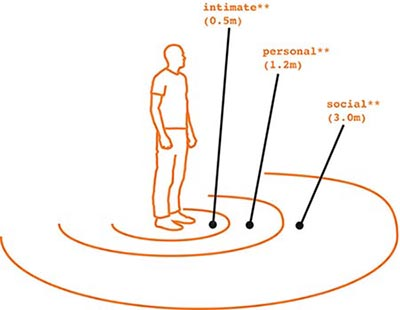 intimate**
(0.5m)
personal**
(1.2m)
social**
(3.0m)